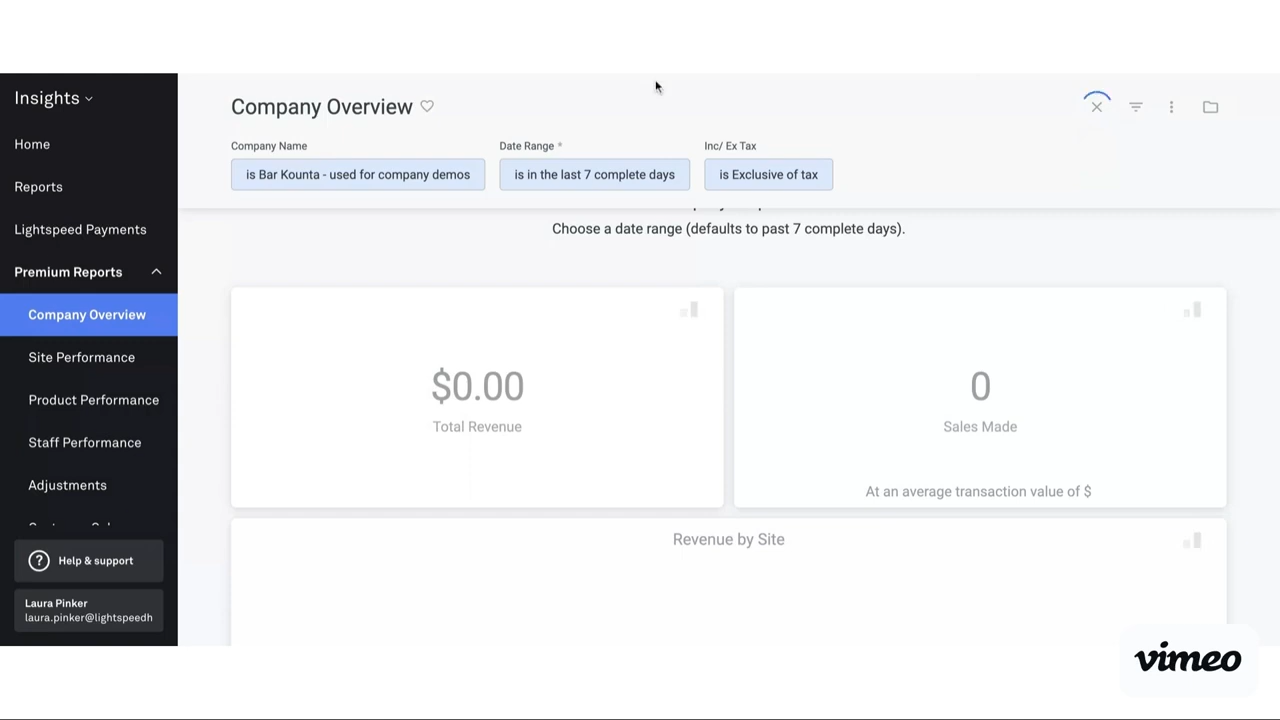 Insights
Home
Reports
Lightspeed Payments
Premium Reports
Company Overview
Site Performance
Product Performance
Staff Performance
Adjustments
? Help & support
Laura Pinker
laura.pinker@lightspeedh
Company Overview
Company Name
is Bar Kounta - used for company demos
Date Range *
is in the last 7 complete days
Inc/ Ex Tax
is Exclusive of tax
Choose a date range (defaults to past 7 complete days).
$0.00
Total Revenue
0
Sales Made
At an average transaction value of $
Revenue by Site
vimeo